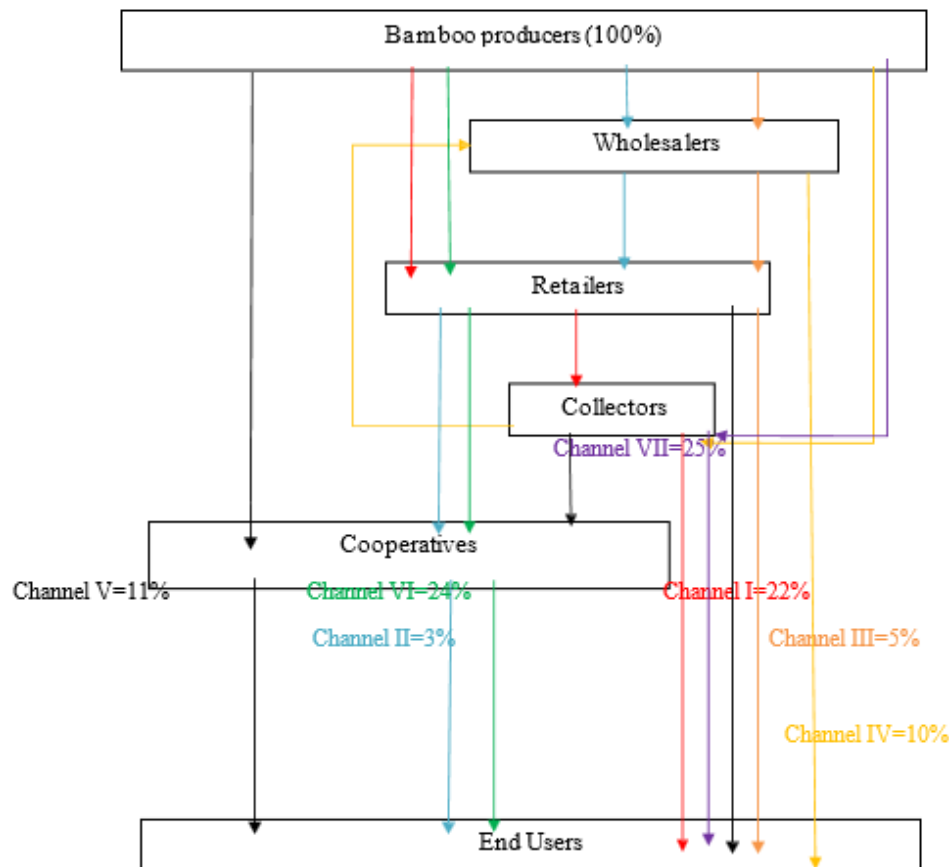 Bamboo producers (100%)
Wholesalers
Retailers
Collectors
Channel VII=25%
Cooperatives
Channel V=11%
Channel VI=24%
Channel I=22%
Channel II=3%
Channel III=5%
Channel IV=10%
End Users